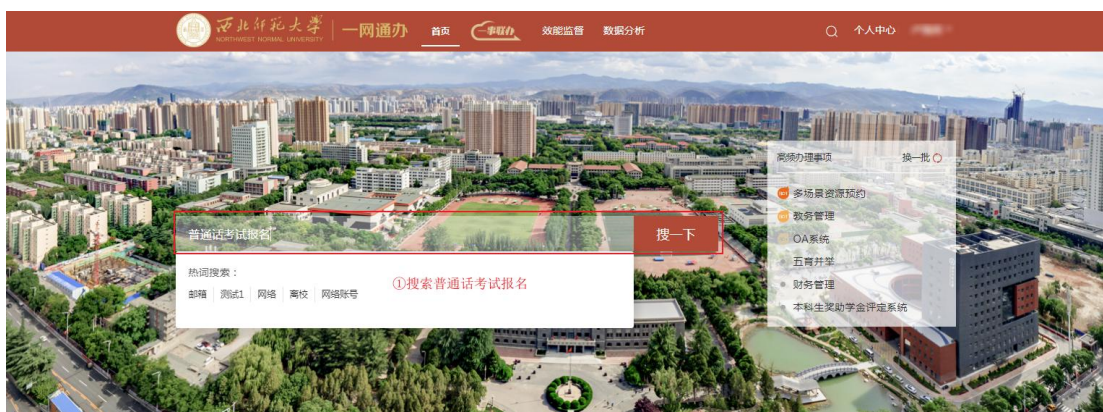 西北师范大学
NORTHWEST NORMAL UNIVERSITY
一网通办
首页
一事联办
效能监督
数据分析
个人中心
高频办理事项
换一批
多场景资源预约
教务管理
OA系统
五育并举
财务管理
本科生奖助学金评定系统
普通话考试报名
搜一下
热词搜索：
邮箱 测试1 网络 离校 网络账号
①搜索普通话考试报名